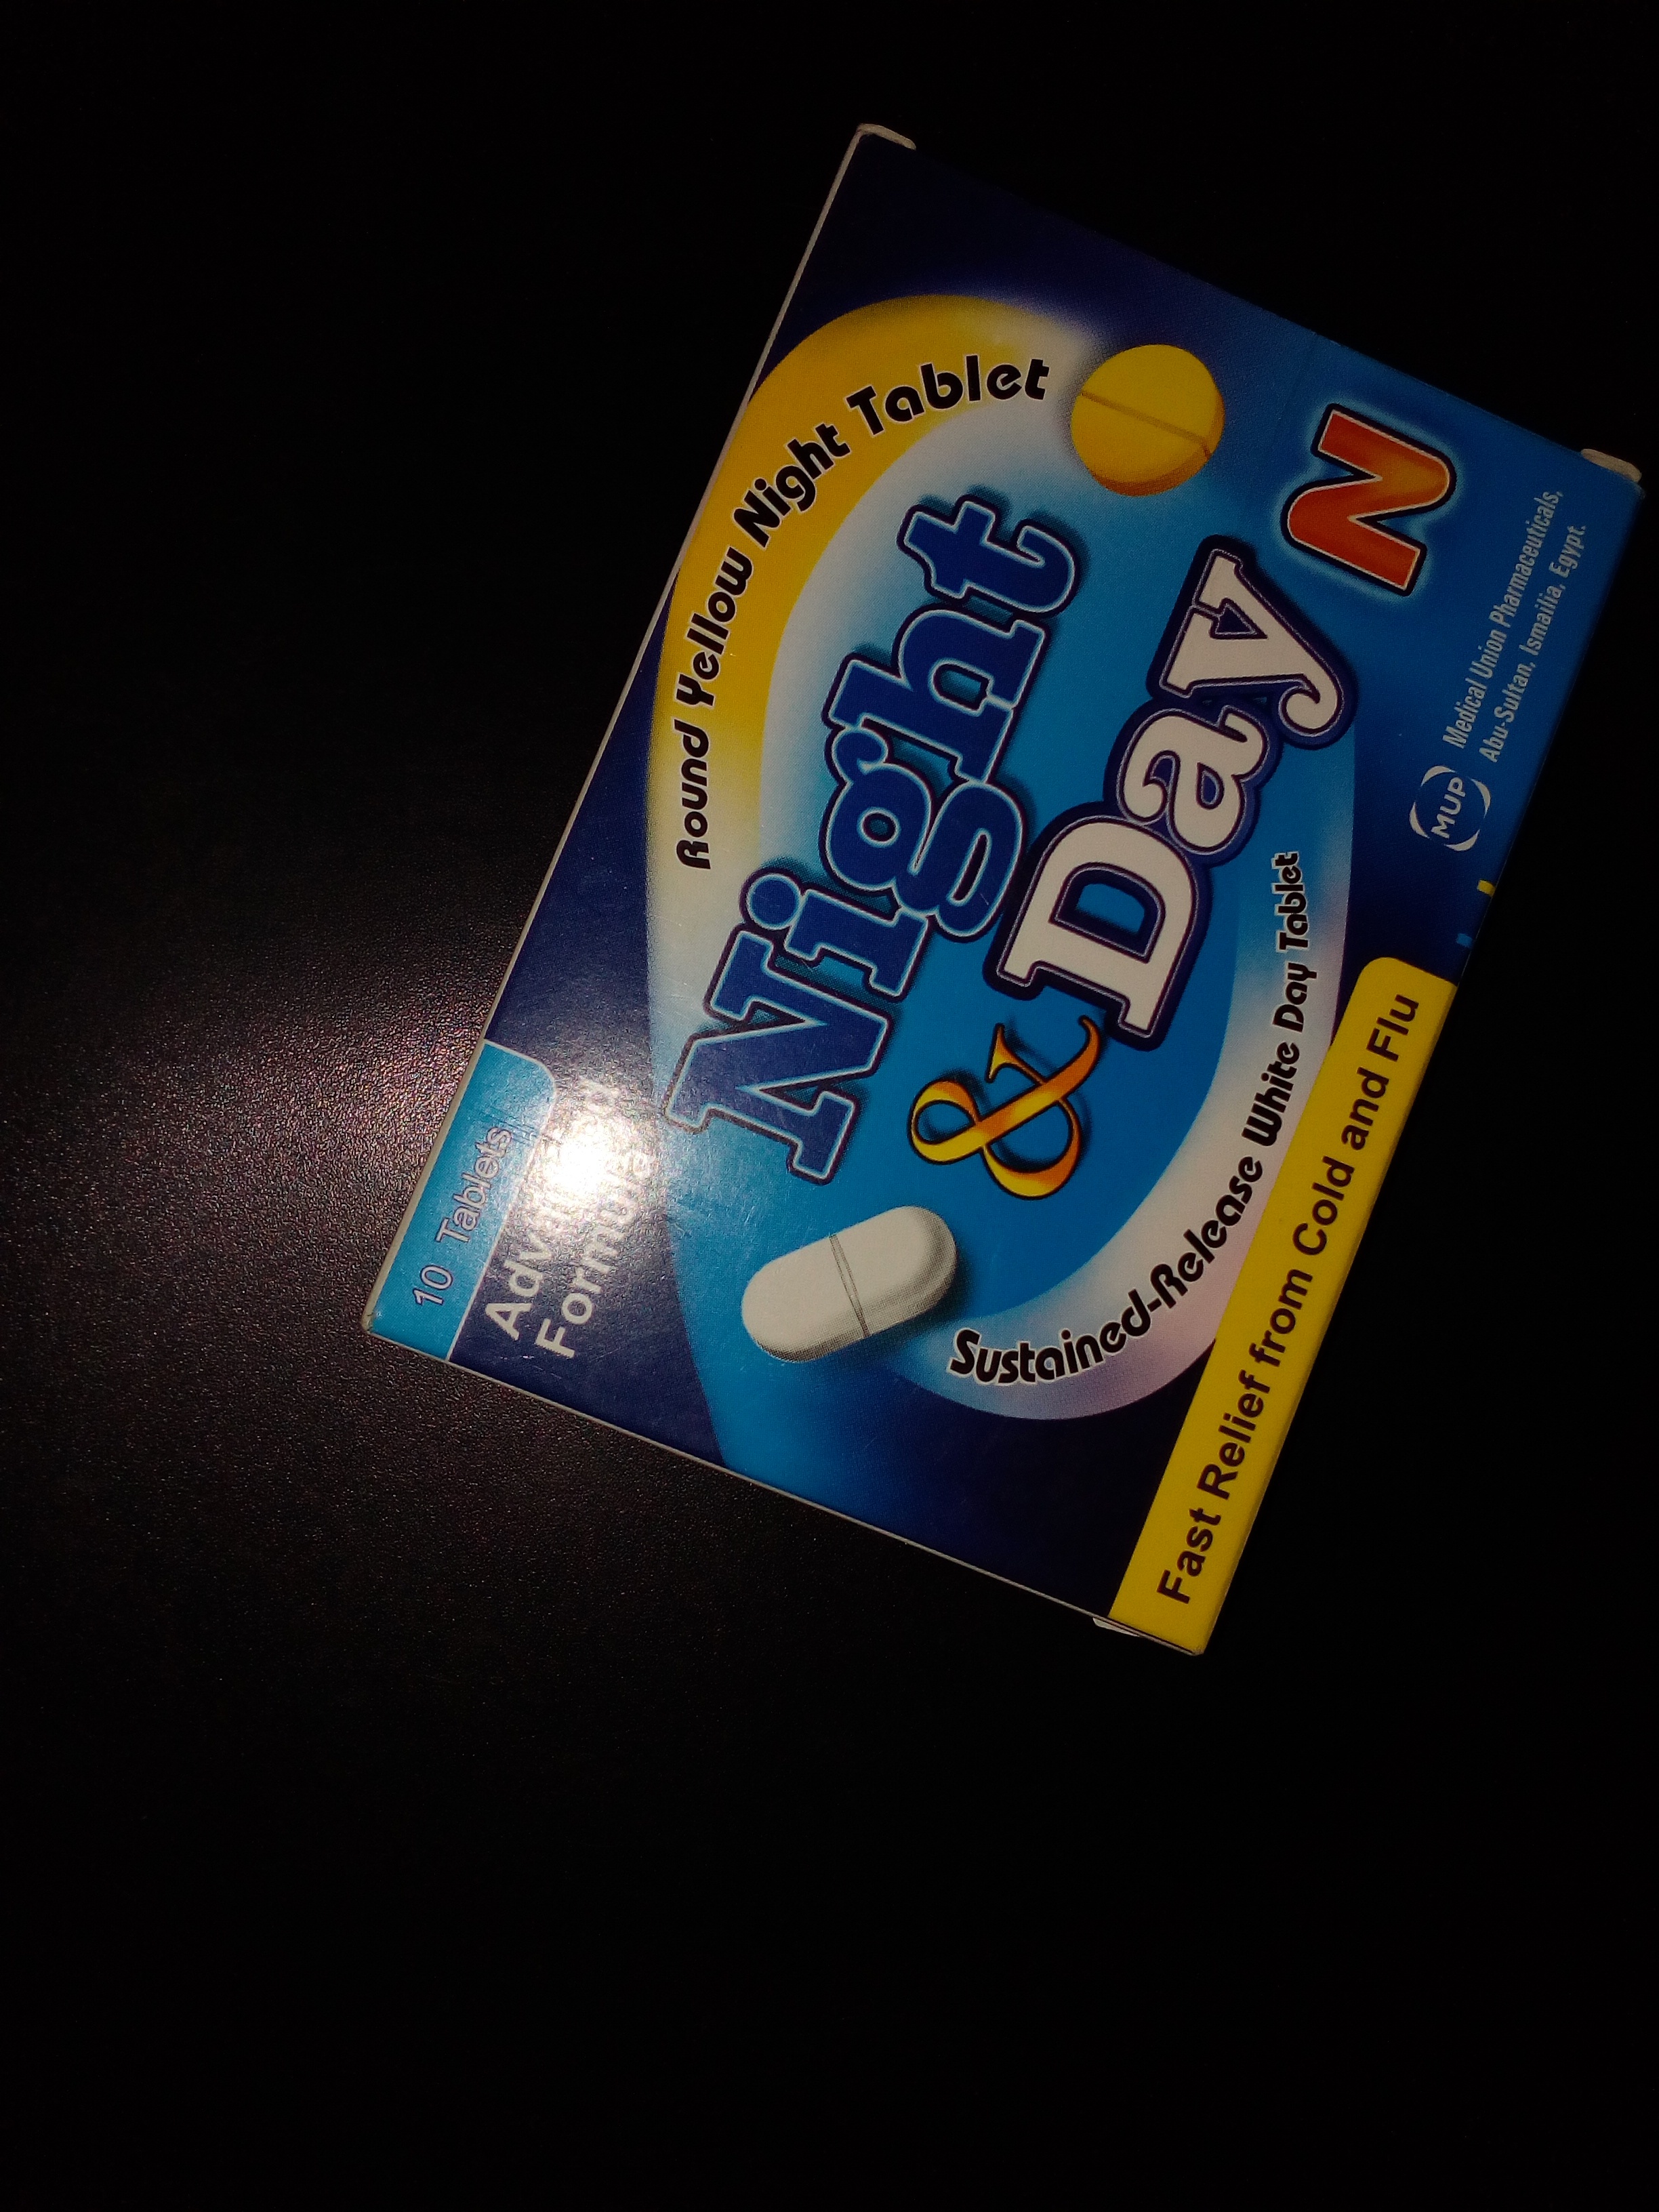 10 Tablets
Advanced
Formula
Round Yellow Night Tablet
Night
& Day
N
Sustained-Release White Day Tablet
Fast Relief from Cold and Flu
MUP
Medical Union Pharmaceuticals,
Abu-Sultan, Ismailia, Egypt.